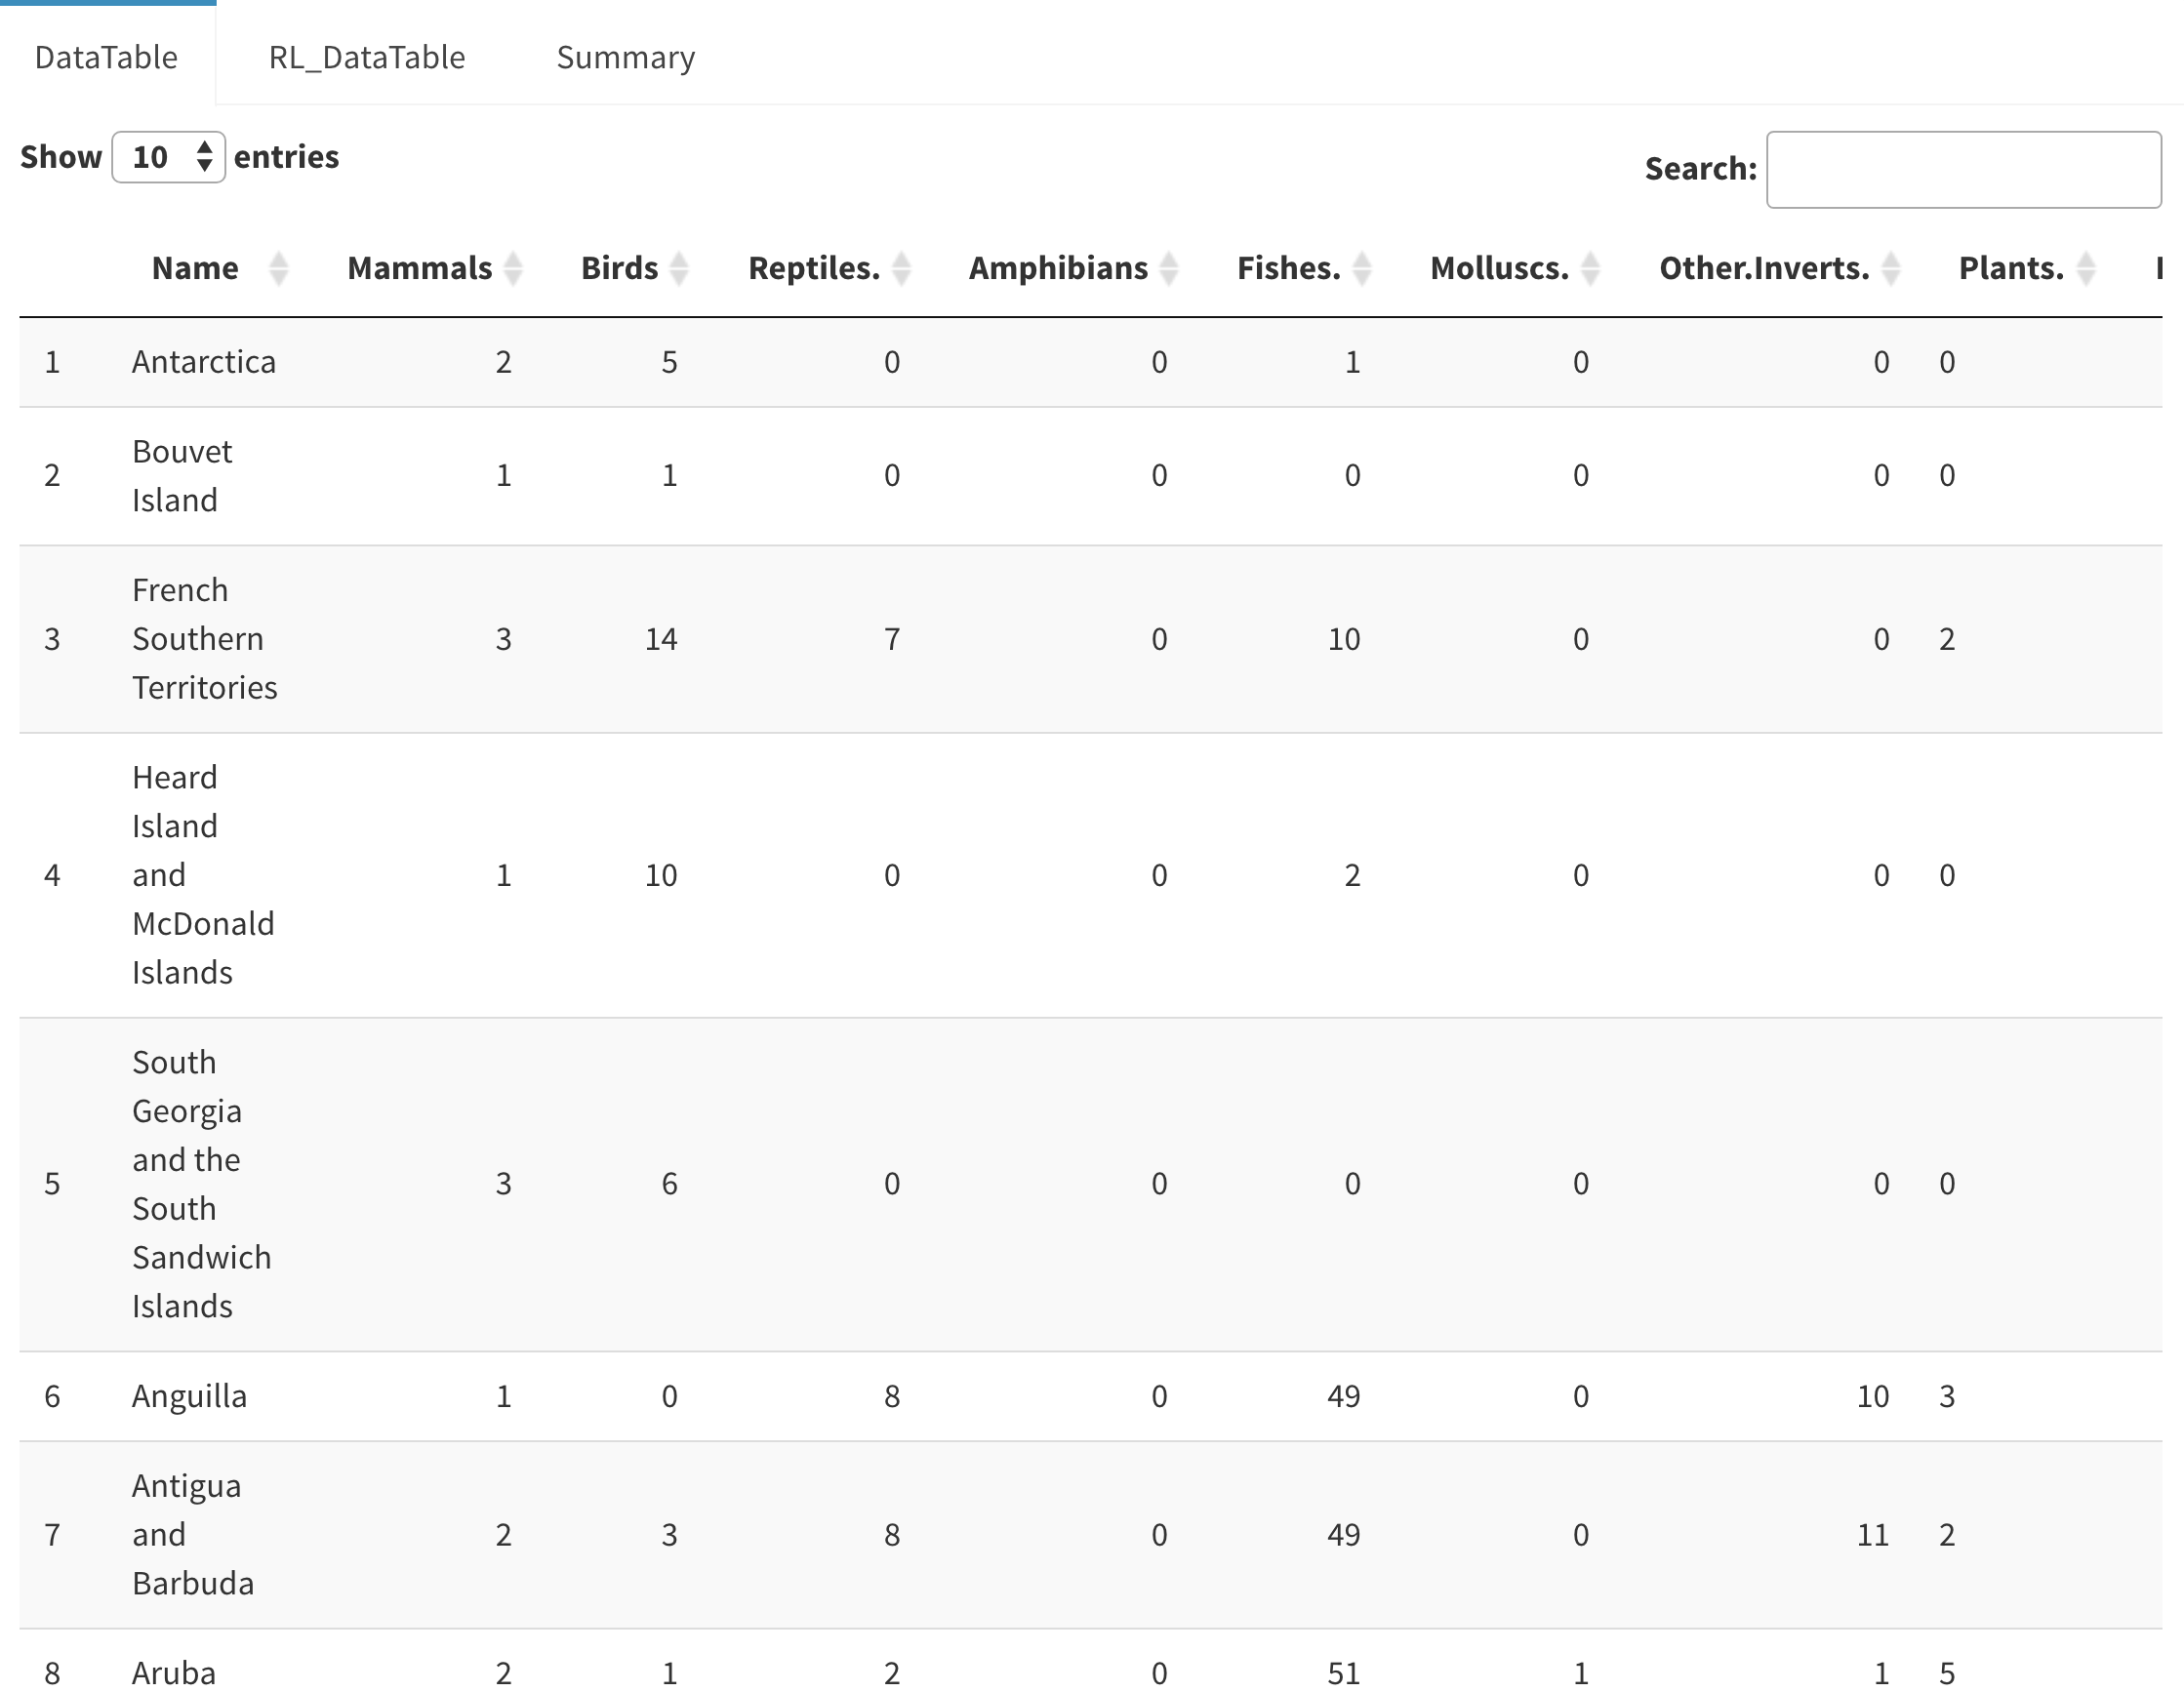 DataTable RL_DataTable Summary
Show 10 entries
Search:
Name Mammals Birds Reptiles. Amphibians Fishes. Molluscs. Other.Inverts. Plants.
1 Antarctica 2 5 0 0 1 0 0 0
Bouvet
2 1 1 0 0 0 0 0 0
Island
French
3 Southern 3 14 7 0 10 0 0 2
Territories
Heard
Island
4 and 1 10 0 0 2 0 0 0
McDonald
Islands
South
Georgia
and the
5 3 6 0 0 0 0 0 0
South
Sandwich
Islands
6 Anguilla 1 0 8 0 49 0 10 3
Antigua
7 and 2 3 8 0 49 0 11 2
Barbuda
8 Aruba 2 1 2 0 51 1 1 5